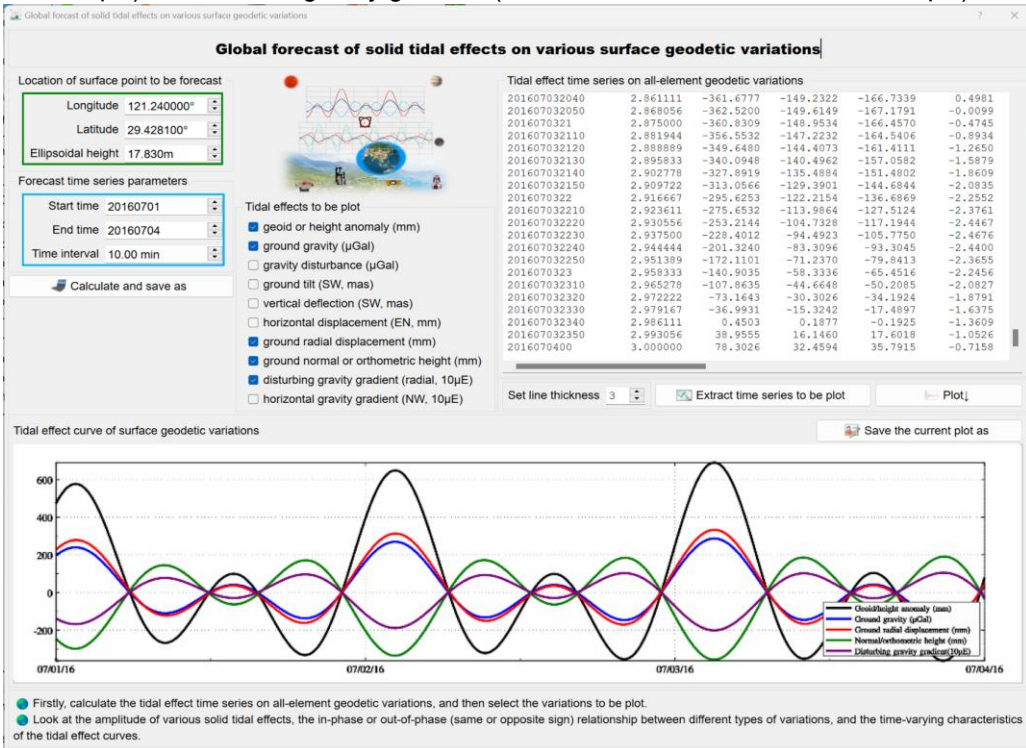 Global forcast of solid tidal effects on various surface geodetic variations
Global forecast of solid tidal effects on various surface geodetic variations
Location of surface point to be forecast
Longitude 121.240000°
Latitude 29.428100°
Ellipsoidal height 17.830m
Forecast time series parameters
Start time 20160701
End time 20160704
Time interval 10.00 min
Calculate and save as
Tidal effects to be plot
geoid or height anomaly (mm)
ground gravity (μGal)
gravity disturbance (μGal)
ground tilt (SW, mas)
vertical deflection (SW, mas)
horizontal displacement (EN, mm)
ground radial displacement (mm)
ground normal or orthometric height (mm)
disturbing gravity gradient (radial, 10μE)
horizontal gravity gradient (NW, 10μE)
Tidal effect time series on all-element geodetic variations
201607032040 2.861111 -361.6777 -149.2322 -166.7339 0.4981
201607032050 2.868056 -362.5200 -149.6149 -167.1791 -0.0099
2016070321 2.875000 -360.8309 -148.9534 -166.4570 -0.4745
201607032110 2.881944 -356.5532 -147.2232 -164.5406 -0.8934
201607032120 2.888889 -349.6480 -144.4073 -161.4111 -1.2650
201607032130 2.895833 -340.0948 -140.4962 -157.0582 -1.5879
201607032140 2.902778 -327.8919 -135.4884 -151.4802 -1.8609
201607032150 2.909722 -313.0566 -129.3901 -144.6844 -2.0835
2016070322 2.916667 -295.6253 -122.2154 -136.6869 -2.2552
201607032210 2.923611 -275.6532 -113.9864 -127.5124 -2.3761
201607032220 2.930556 -253.2144 -104.7328 -117.1944 -2.4467
201607032230 2.937500 -228.4012 -94.4923 -105.7750 -2.4676
201607032240 2.944444 -201.3240 -83.3096 -93.3045 -2.4400
201607032250 2.951389 -172.1101 -71.2370 -79.8413 -2.3655
2016070323 2.958333 -140.9035 -58.3336 -65.4516 -2.2456
201607032310 2.965278 -107.8635 -44.6648 -50.2085 -2.0827
201607032320 2.972222 -73.1643 -30.3026 -34.1924 -1.8791
201607032330 2.979167 -36.9931 -15.3242 -17.4897 -1.6375
201607032340 2.986111 0.4503 0.1877 -0.1925 -1.3609
201607032350 2.993056 38.9555 16.1460 17.6018 -1.0526
2016070400 3.000000 78.3026 32.4594 35.7915 -0.7158
Set line thickness 3
Extract time series to be plot
Plot↓
Tidal effect curve of surface geodetic variations
Save the current plot as
600
400
200
0
-200
07/01/16 07/02/16 07/03/16 07/04/16
Geoid/height anomaly (mm)
Ground gravity (μGal)
Ground radial displacement (mm)
Normal/orthometric height (mm)
Disturbing gravity gradient(10μE)
Firstly, calculate the tidal effect time series on all-element geodetic variations, and then select the variations to be plot.
Look at the amplitude of various solid tidal effects, the in-phase or out-of-phase (same or opposite sign) relationship between different types of variations, and the time-varying characteristics
of the tidal effect curves.